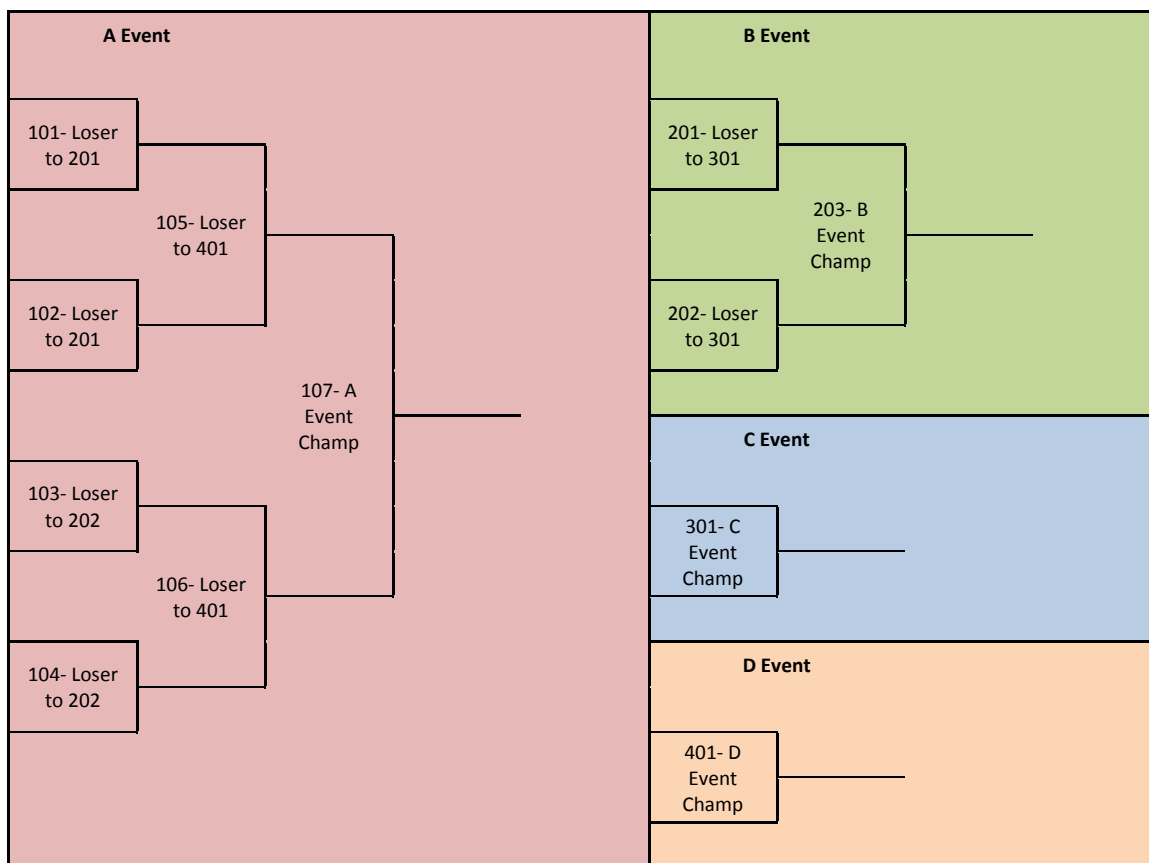 A Event
101- Loser
to 201
105- Loser
to 401
102- Loser
to 201
107- A
Event
Champ
103- Loser
to 202
106- Loser
to 401
104- Loser
to 202
B Event
201- Loser
to 301
203- B
Event
Champ
202- Loser
to 301
C Event
301- C
Event
Champ
D Event
401- D
Event
Champ